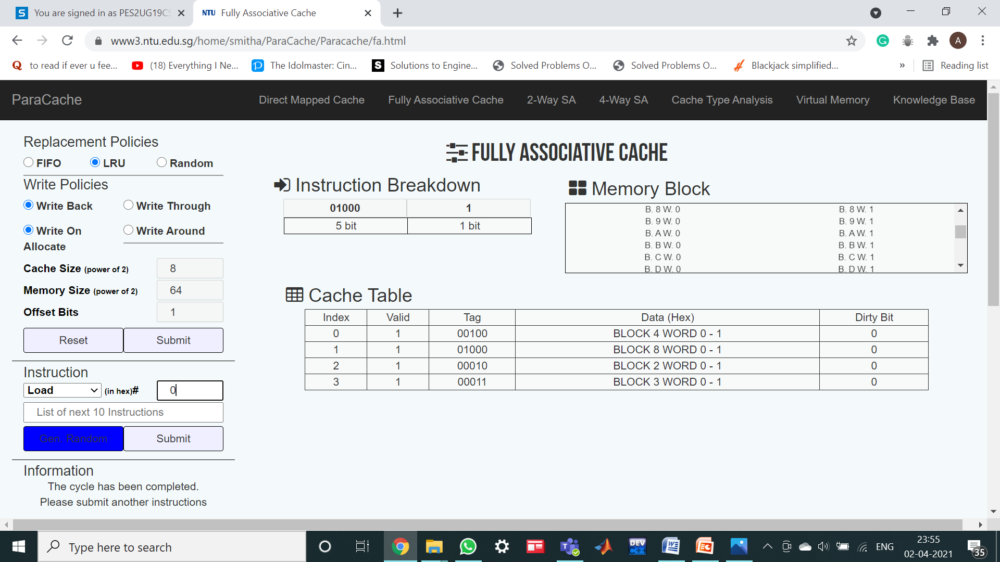 You are signed in as PES2UG19CS
NTU Fully Associative Cache
www3.ntu.edu.sg/home/smitha/ParaCache/Paracache/fa.html
A
to read if ever u fee...
(18) Everything I Ne...
The Idolmaster: Cin...
Solutions to Engine...
Solved Problems O...
Solved Problems O...
Blackjack simplified...
»
Reading list
ParaCache
Direct Mapped Cache
Fully Associative Cache
2-Way SA
4-Way SA
Cache Type Analysis
Virtual Memory
Knowledge Base
Replacement Policies
FIFO LRU Random
Write Policies
Write Back Write Through
Write On Allocate Write Around
Cache Size (power of 2) 8
Memory Size (power of 2) 64
Offset Bits 1
Reset Submit
Instruction
Load (in hex)# 0
List of next 10 Instructions
Gen. Random Submit
Information
The cycle has been completed.
Please submit another instructions
FULLY ASSOCIATIVE CACHE
Instruction Breakdown
01000 1
5 bit 1 bit
Memory Block
B. 8 W. 0 B. 8 W. 1
B. 9 W. 0 B. 9 W. 1
B. A W. 0 B. A W. 1
B. B W. 0 B. B W. 1
B. C W. 0 B. C W. 1
B. D W. 0 B. D W. 1
Cache Table
Index Valid Tag Data (Hex) Dirty Bit
0 1 00100 BLOCK 4 WORD 0 - 1 0
1 1 01000 BLOCK 8 WORD 0 - 1 0
2 1 00010 BLOCK 2 WORD 0 - 1 0
3 1 00011 BLOCK 3 WORD 0 - 1 0
Type here to search
DEV C++
ENG
23:55
02-04-2021
35